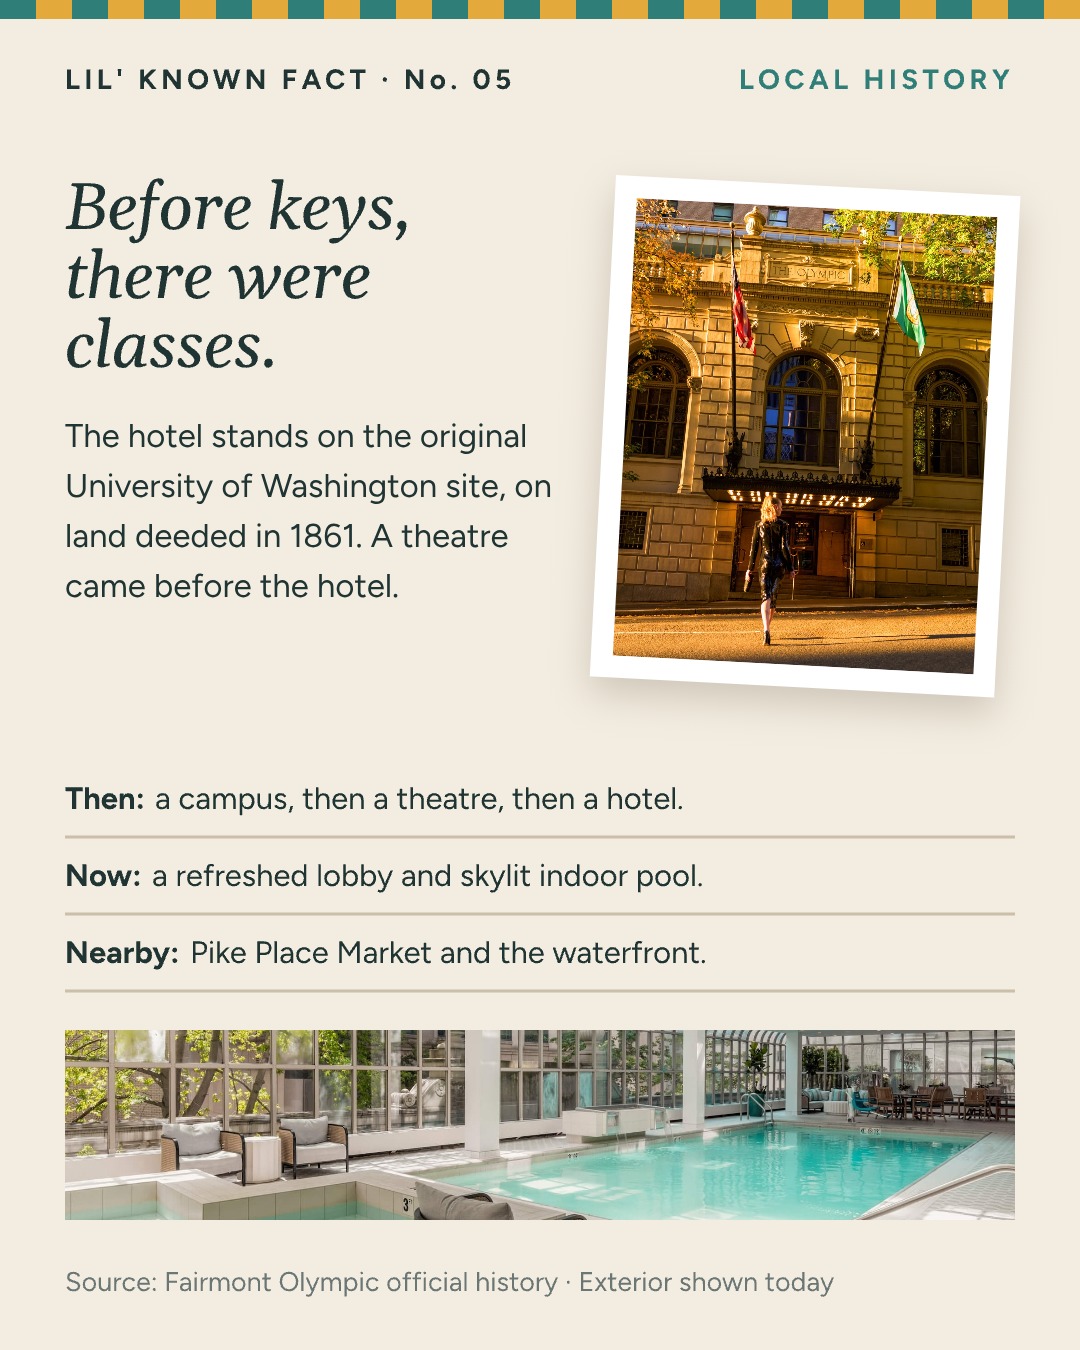 LIL' KNOWN FACT · No. 05
LOCAL HISTORY
Before keys,
there were
classes.
The hotel stands on the original
University of Washington site, on
land deeded in 1861. A theatre
came before the hotel.
THE OLYMPIC
Then: a campus, then a theatre, then a hotel.
Now: a refreshed lobby and skylit indoor pool.
Nearby: Pike Place Market and the waterfront.
Source: Fairmont Olympic official history · Exterior shown today